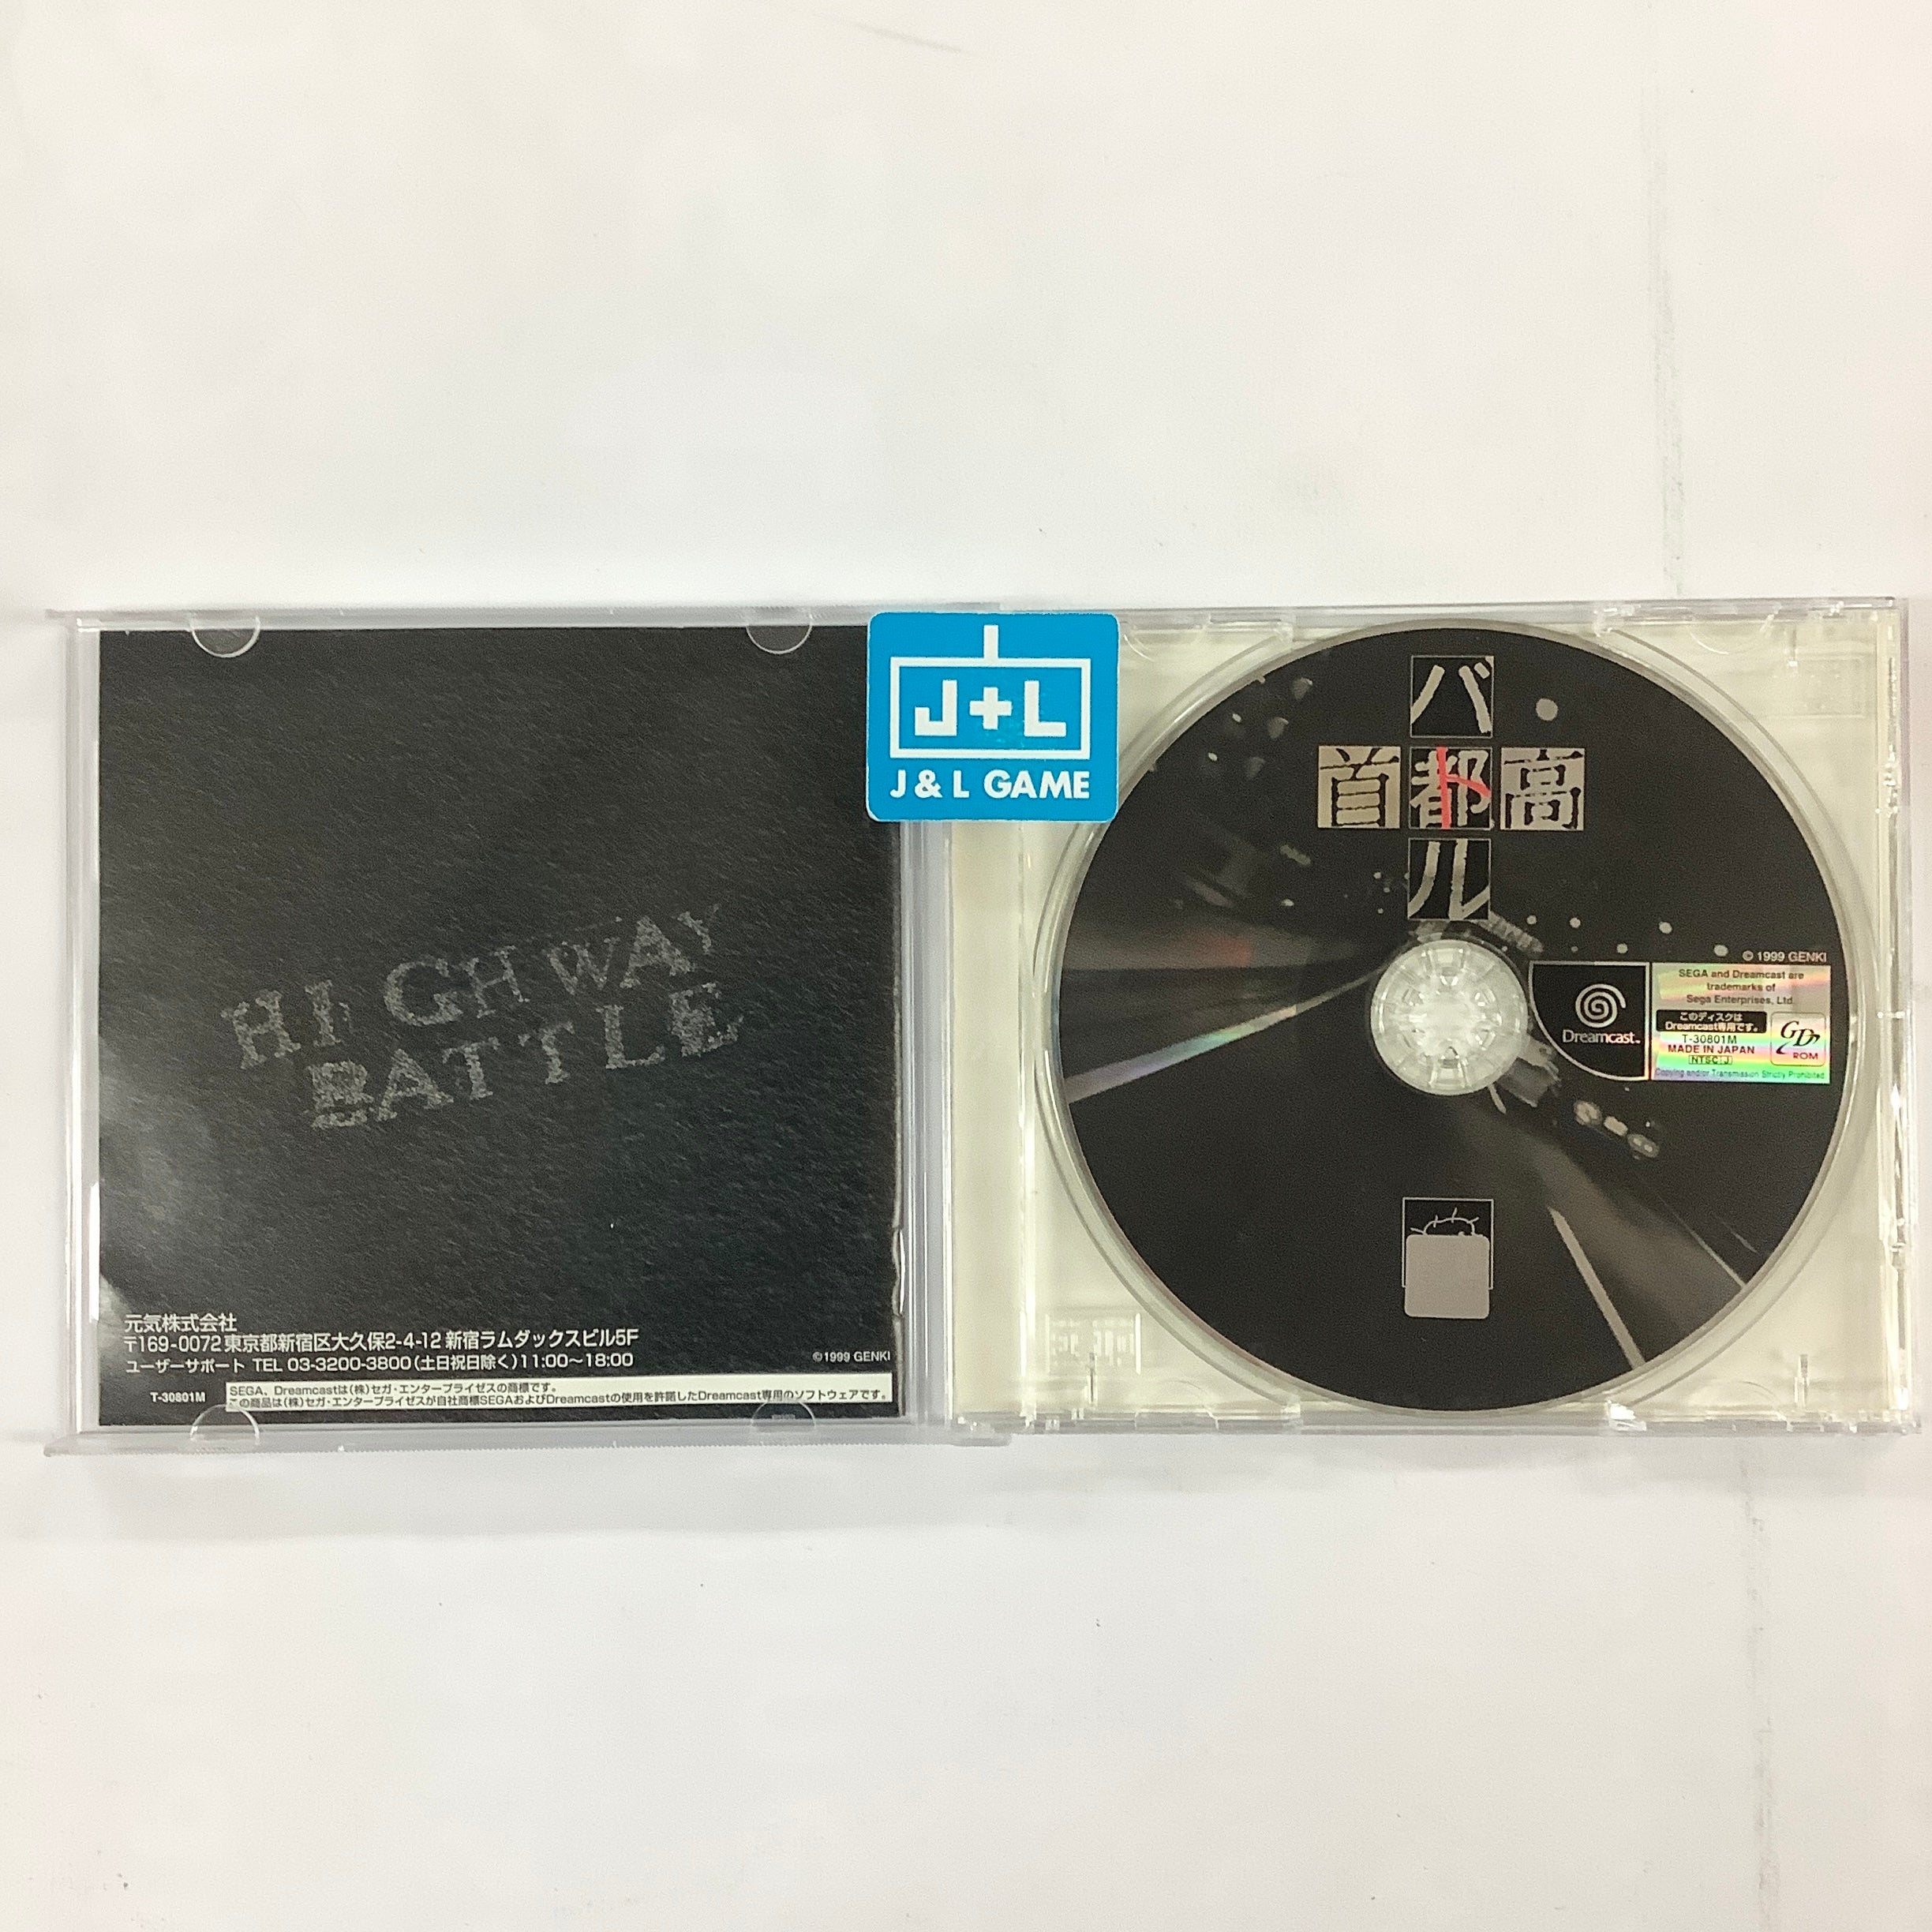 HIGHWAY
BATTLE
元気株式会社
〒169-0072 東京都新宿区大久保2-4-12 新宿ラムダックスビル5F
ユーザーサポート TEL 03-3200-3800(土日祝日除く)11:00〜18:00
©1999 GENKI
T-30801M
SEGA、Dreamcastは(株)セガ・エンタープライゼスの商標です。
この商品は(株)セガ・エンタープライゼスが自社商標SEGAおよびDreamcastの使用を許諾したDreamcast専用のソフトウェアです。
J+L
J & L GAME
バ
首都高
ト
ル
© 1999 GENKI
SEGA and Dreamcast are
trademarks of
Sega Enterprises, Ltd.
Dreamcast™
このディスクは
Dreamcast専用です。
T-30801M
MADE IN JAPAN
NTSC J
GD
ROM
Copying and/or Transmission Strictly Prohibited